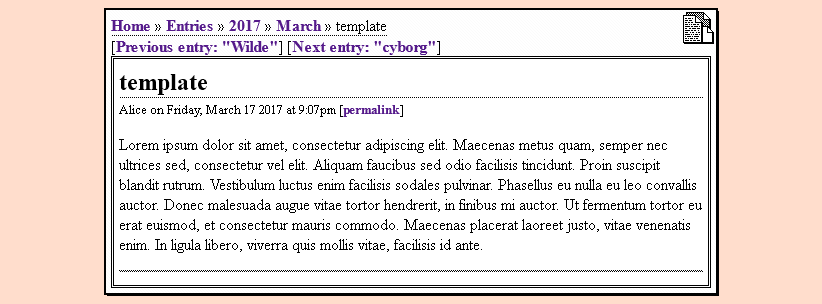 Home » Entries » 2017 » March » template
[Previous entry: "Wilde"] [Next entry: "cyborg"]
template
Alice on Friday, March 17 2017 at 9:07pm [permalink]
Lorem ipsum dolor sit amet, consectetur adipiscing elit. Maecenas metus quam, semper nec
ultrices sed, consectetur vel elit. Aliquam faucibus sed odio facilisis tincidunt. Proin suscipit
blandit rutrum. Vestibulum luctus enim facilisis sodales pulvinar. Phasellus eu nulla eu leo convallis
auctor. Donec malesuada augue vitae tortor hendrerit, in finibus mi auctor. Ut fermentum tortor eu
erat euismod, et consectetur mauris commodo. Maecenas placerat laoreet justo, vitae venenatis
enim. In ligula libero, viverra quis mollis vitae, facilisis id ante.